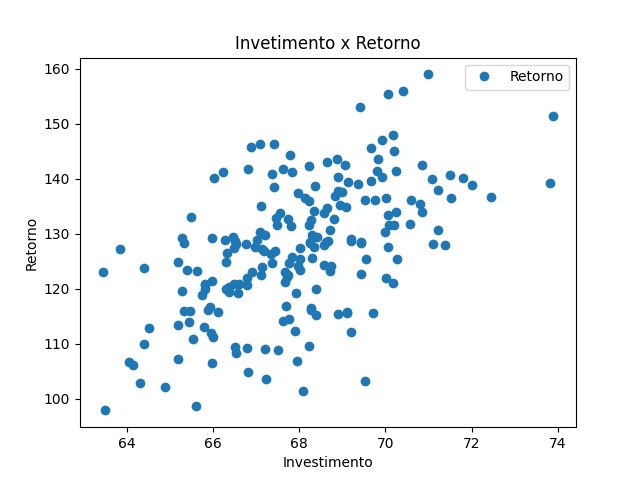 Invetimento x Retorno
Retorno
160
150
140
130
120
110
100
Retorno
64 66 68 70 72 74
Investimento